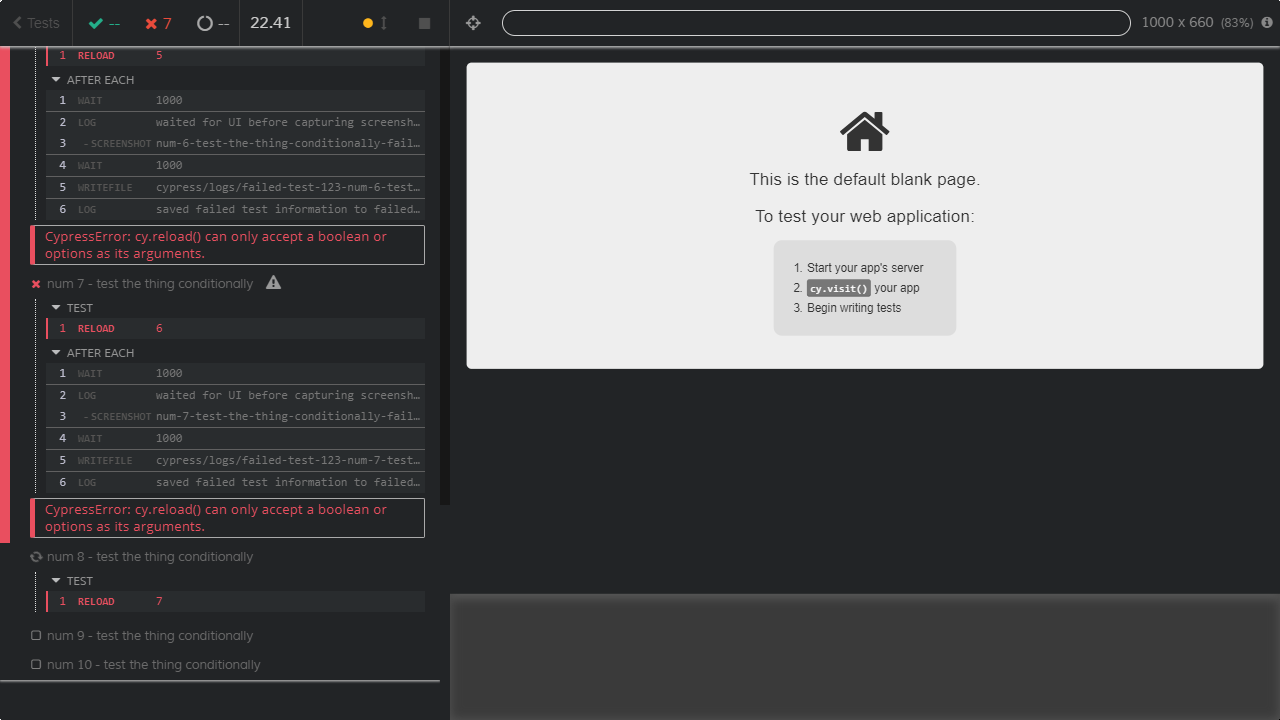 Tests
--
7
--
22.41
1000 x 660 (83%)
1 RELOAD 5
AFTER EACH
1 WAIT 1000
2 LOG waited for UI before capturing screensh…
3 -SCREENSHOT num-6-test-the-thing-conditionally-fail…
4 WAIT 1000
5 WRITEFILE cypress/logs/failed-test-123-num-6-test…
6 LOG saved failed test information to failed…
CypressError: cy.reload() can only accept a boolean or
options as its arguments.
num 7 - test the thing conditionally
TEST
1 RELOAD 6
AFTER EACH
1 WAIT 1000
2 LOG waited for UI before capturing screensh…
3 -SCREENSHOT num-7-test-the-thing-conditionally-fail…
4 WAIT 1000
5 WRITEFILE cypress/logs/failed-test-123-num-7-test…
6 LOG saved failed test information to failed…
CypressError: cy.reload() can only accept a boolean or
options as its arguments.
num 8 - test the thing conditionally
TEST
1 RELOAD 7
num 9 - test the thing conditionally
num 10 - test the thing conditionally
This is the default blank page.
To test your web application:
1. Start your app's server
2. cy.visit() your app
3. Begin writing tests